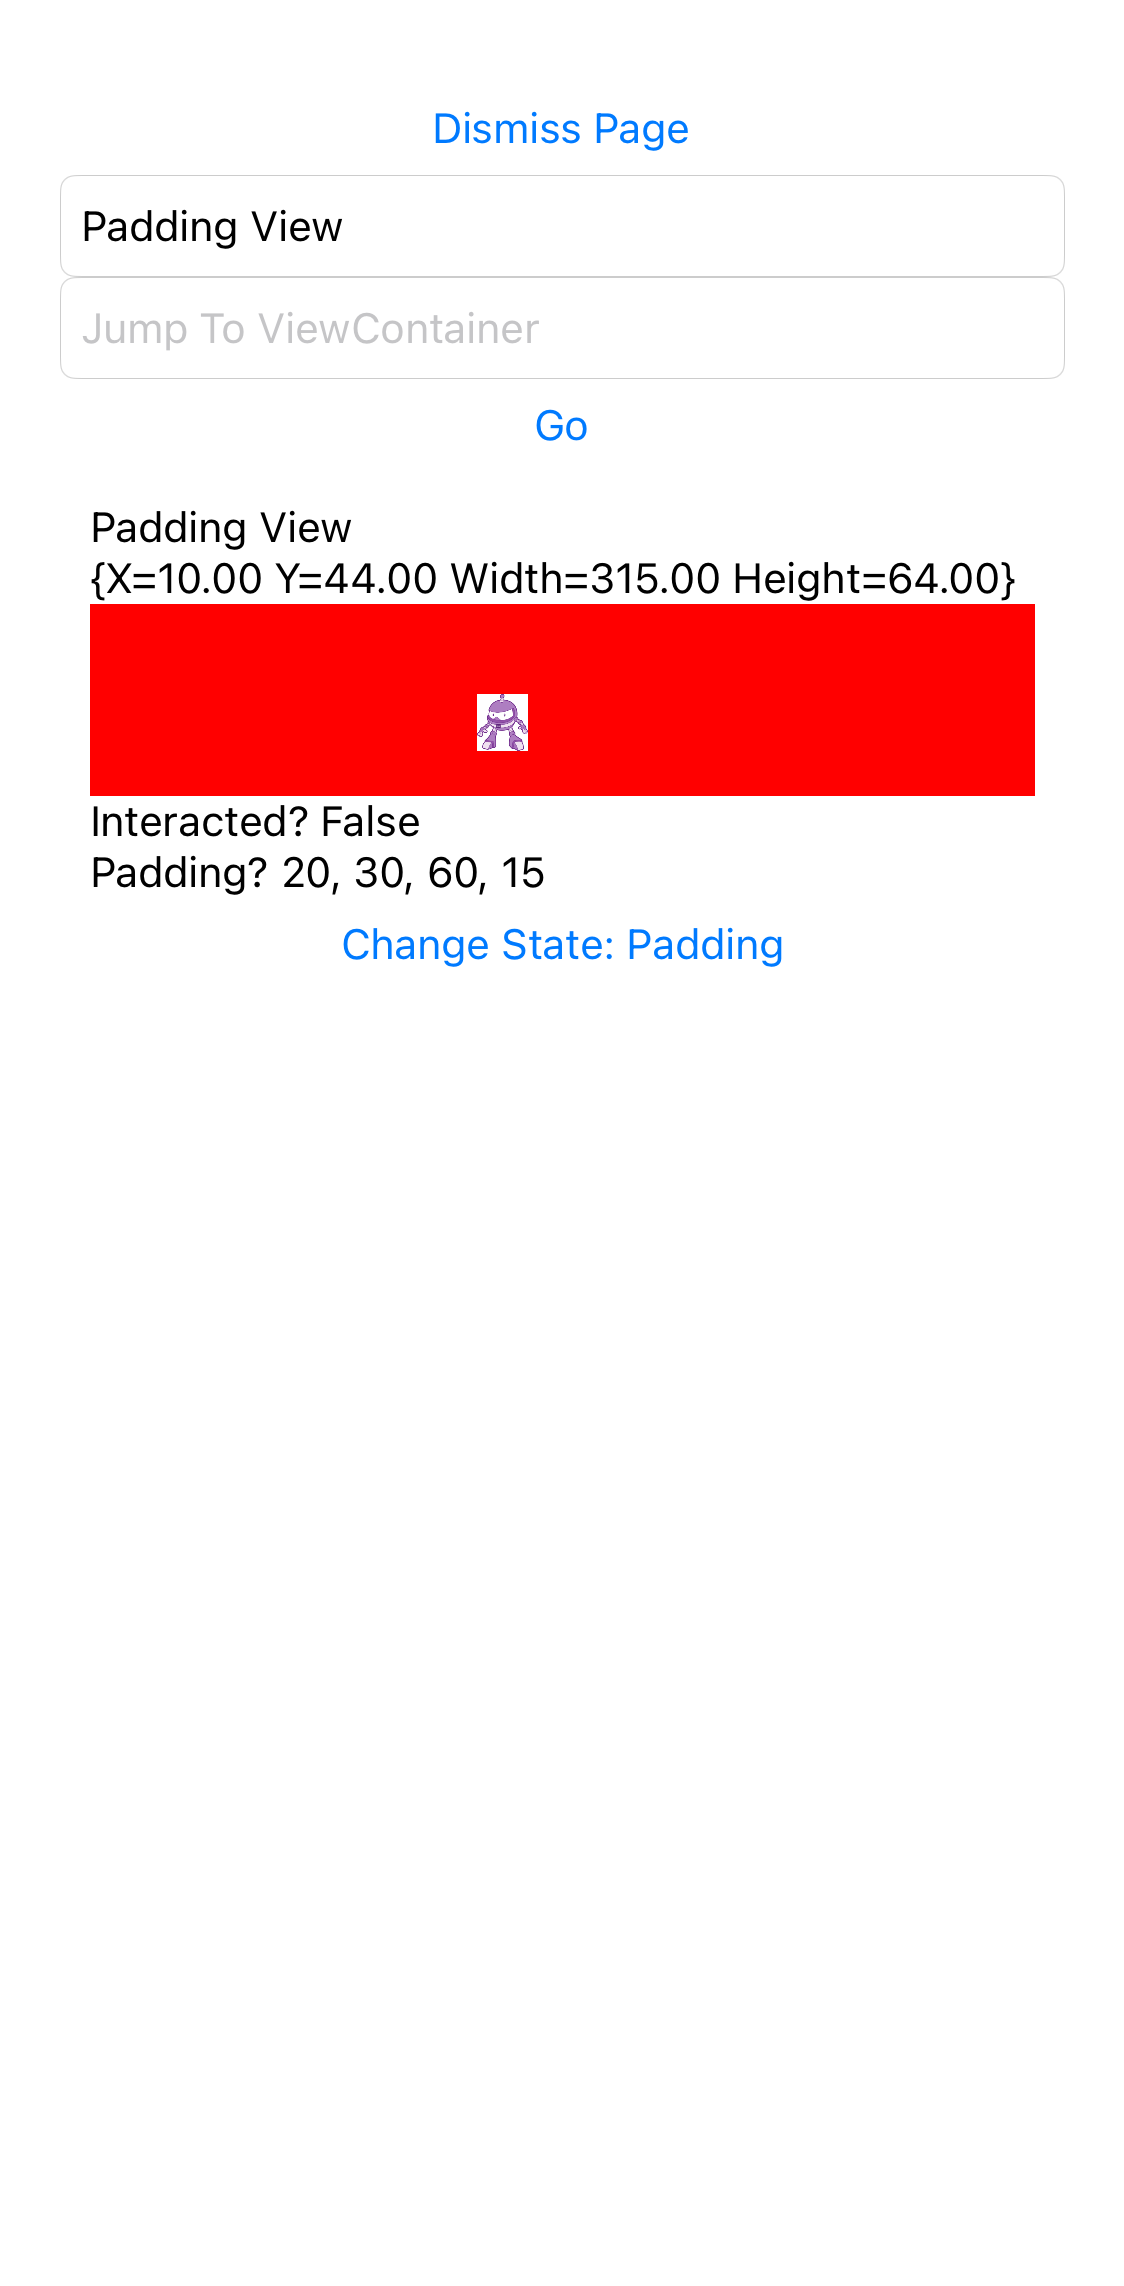 Dismiss Page
Padding View
Jump To ViewContainer
Go
Padding View
{X=10.00 Y=44.00 Width=315.00 Height=64.00}
Interacted? False
Padding? 20, 30, 60, 15
Change State: Padding